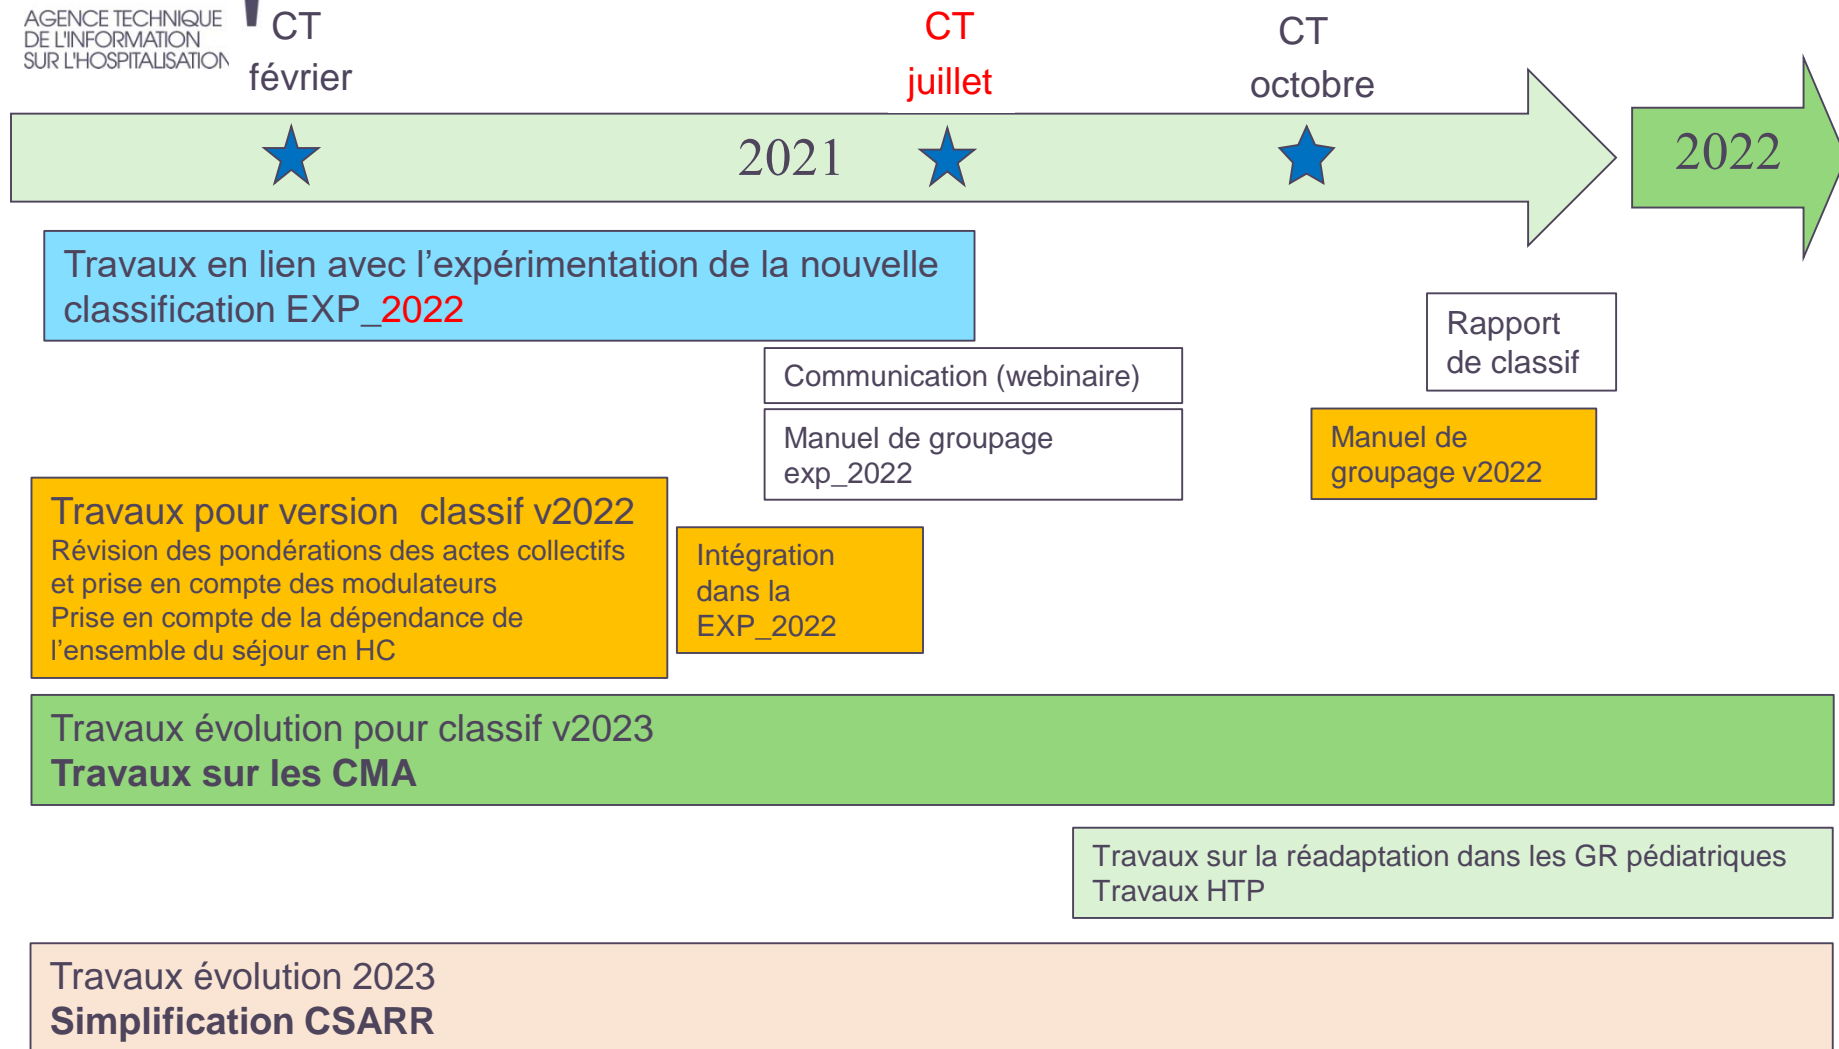 AGENCE TECHNIQUE
DE L'INFORMATION
SUR L'HOSPITALISATION
CT
février
CT
juillet
CT
octobre
2021
2022
Travaux en lien avec l’expérimentation de la nouvelle
classification EXP_2022
Rapport
de classif
Communication (webinaire)
Manuel de groupage
exp_2022
Manuel de
groupage v2022
Travaux pour version classif v2022
Révision des pondérations des actes collectifs
et prise en compte des modulateurs
Prise en compte de la dépendance de
l’ensemble du séjour en HC
Intégration
dans la
EXP_2022
Travaux évolution pour classif v2023
Travaux sur les CMA
Travaux sur la réadaptation dans les GR pédiatriques
Travaux HTP
Travaux évolution 2023
Simplification CSARR